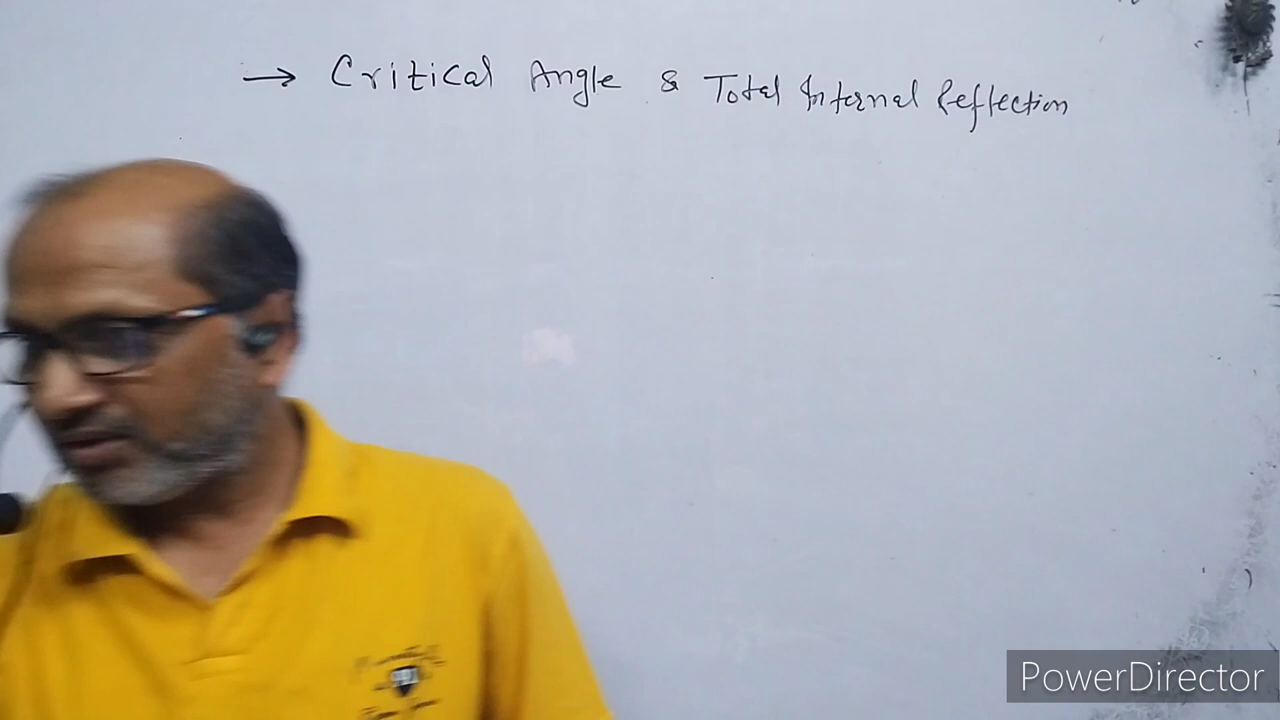 → Critical Angle & Total Internal Reflection
PowerDirector